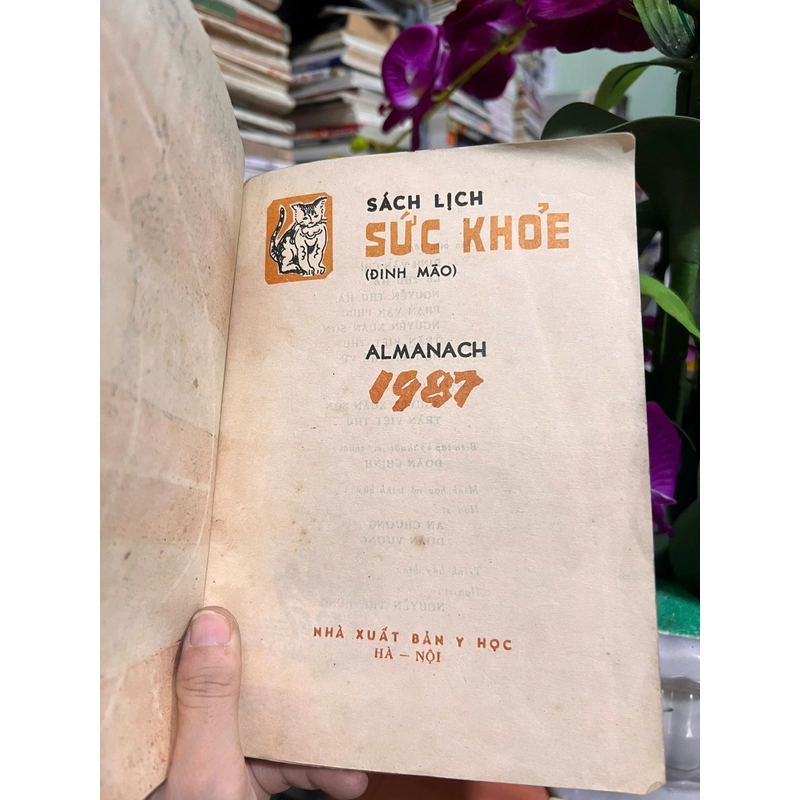 SÁCH LỊCH
SỨC KHỎE
(ĐINH MÃO)
ALMANACH
1987
NHÀ XUẤT BẢN Y HỌC
HÀ – NỘI